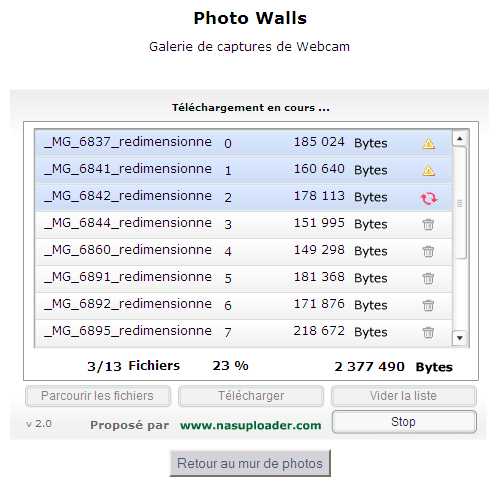 Photo Walls
Galerie de captures de Webcam
Téléchargement en cours ...
_MG_6837_redimensionne 0 185 024 Bytes
_MG_6841_redimensionne 1 160 640 Bytes
_MG_6842_redimensionne 2 178 113 Bytes
_MG_6844_redimensionne 3 151 995 Bytes
_MG_6860_redimensionne 4 149 298 Bytes
_MG_6891_redimensionne 5 181 368 Bytes
_MG_6892_redimensionne 6 171 876 Bytes
_MG_6895_redimensionne 7 218 672 Bytes
3/13 Fichiers 23 % 2 377 490 Bytes
Parcourir les fichiers Télécharger Vider la liste
v 2.0 Proposé par www.nasuploader.com Stop
Retour au mur de photos